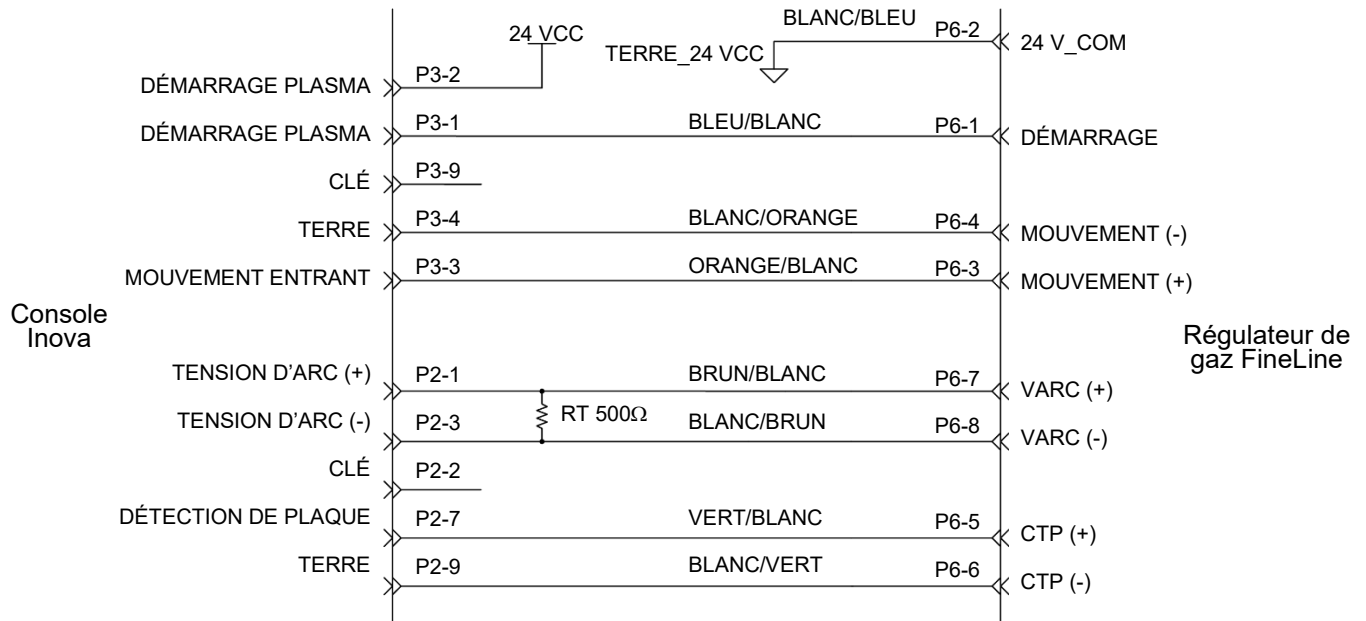 BLANC/BLEU P6-2 24 V_COM
24 VCC
TERRE_24 VCC
DÉMARRAGE PLASMA P3-2
DÉMARRAGE PLASMA P3-1 BLEU/BLANC P6-1 DÉMARRAGE
CLÉ P3-9
TERRE P3-4 BLANC/ORANGE P6-4 MOUVEMENT (-)
MOUVEMENT ENTRANT P3-3 ORANGE/BLANC P6-3 MOUVEMENT (+)
Console
Inova
Régulateur de
gaz FineLine
TENSION D'ARC (+) P2-1 BRUN/BLANC P6-7 VARC (+)
RT 500Ω
TENSION D'ARC (-) P2-3 BLANC/BRUN P6-8 VARC (-)
CLÉ P2-2
DÉTECTION DE PLAQUE P2-7 VERT/BLANC P6-5 CTP (+)
TERRE P2-9 BLANC/VERT P6-6 CTP (-)